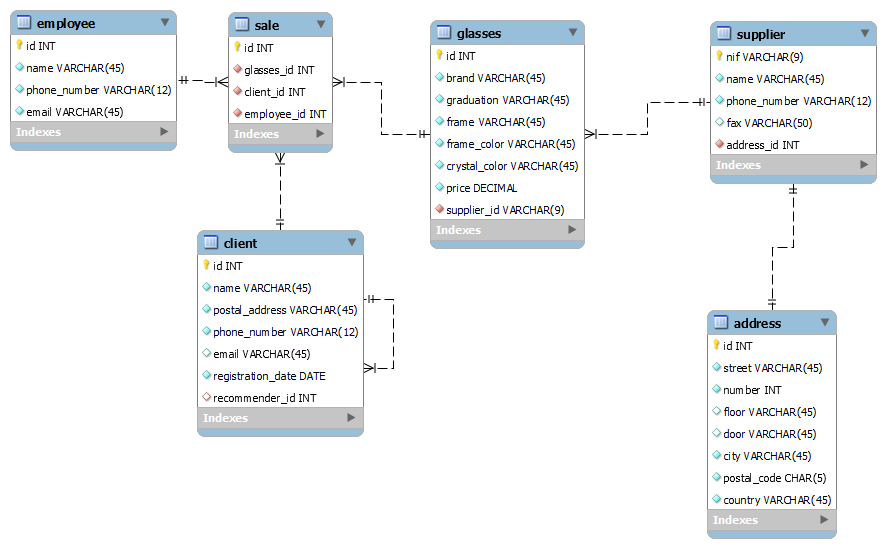 employee
id INT
name VARCHAR(45)
phone_number VARCHAR(12)
email VARCHAR(45)
Indexes
sale
id INT
glasses_id INT
client_id INT
employee_id INT
Indexes
glasses
id INT
brand VARCHAR(45)
graduation VARCHAR(45)
frame VARCHAR(45)
frame_color VARCHAR(45)
crystal_color VARCHAR(45)
price DECIMAL
supplier_id VARCHAR(9)
Indexes
supplier
nif VARCHAR(9)
name VARCHAR(45)
phone_number VARCHAR(12)
fax VARCHAR(50)
address_id INT
Indexes
client
id INT
name VARCHAR(45)
postal_address VARCHAR(45)
phone_number VARCHAR(12)
email VARCHAR(45)
registration_date DATE
recommender_id INT
Indexes
address
id INT
street VARCHAR(45)
number INT
floor VARCHAR(45)
door VARCHAR(45)
city VARCHAR(45)
postal_code CHAR(5)
country VARCHAR(45)
Indexes